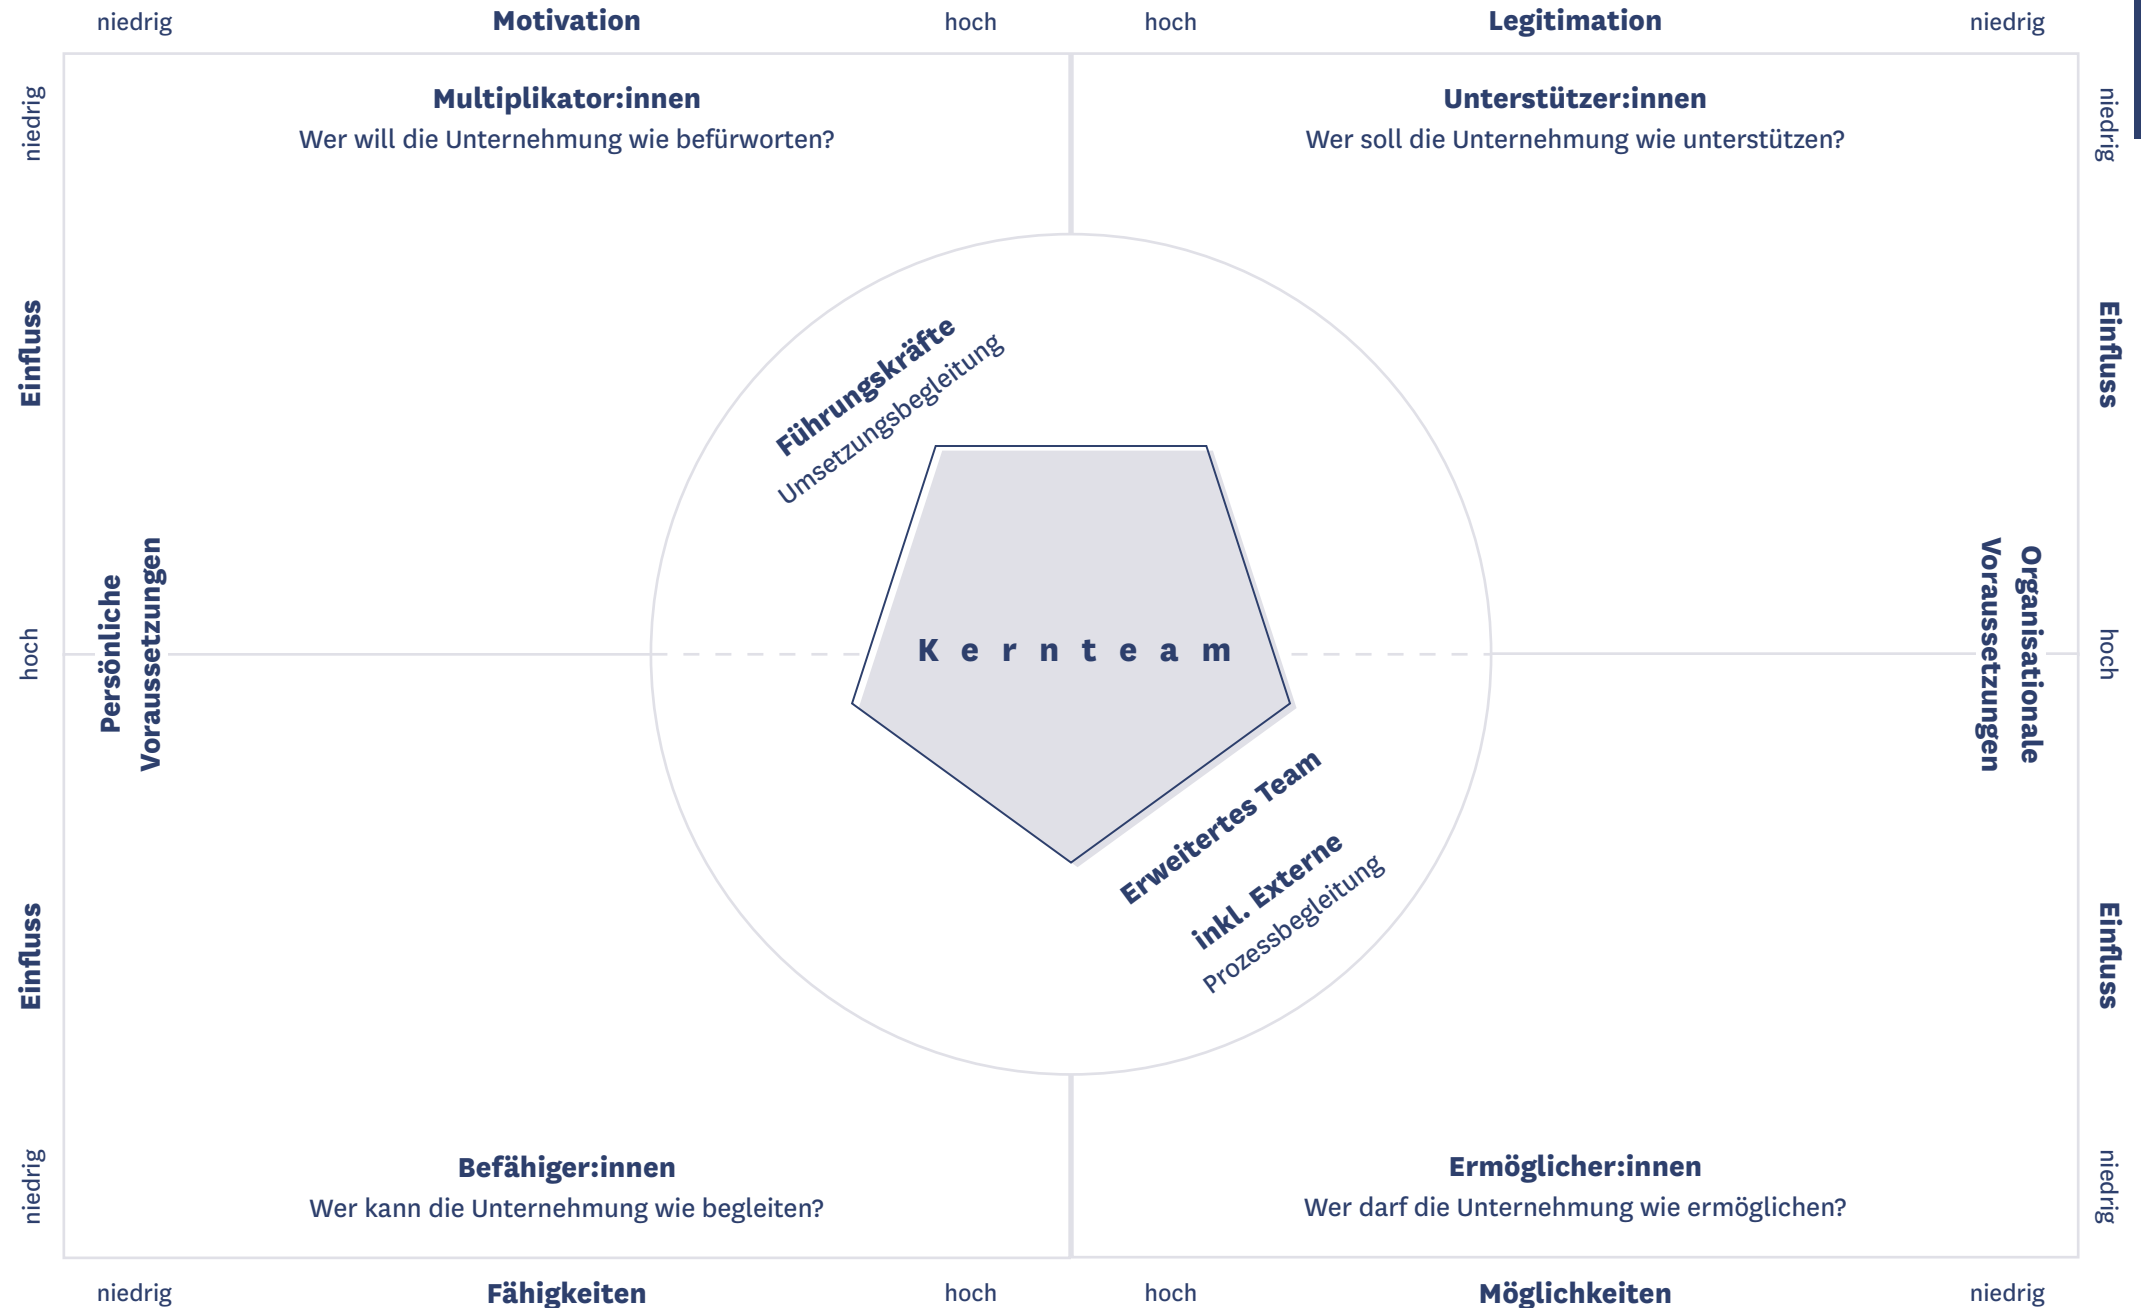 niedrig
Motivation
hoch
hoch
Legitimation
niedrig
niedrig
Einfluss
hoch
Einfluss
niedrig
Multiplikator:innen
Wer will die Unternehmung wie befürworten?
Unterstützer:innen
Wer soll die Unternehmung wie unterstützen?
niedrig
Einfluss
hoch
Einfluss
niedrig
Führungskräfte
Umsetzungsbegleitung
Persönliche
Voraussetzungen
Kernteam
Organisationale
Voraussetzungen
Erweitertes Team
inkl. Externe
Prozessbegleitung
Befähiger:innen
Wer kann die Unternehmung wie begleiten?
Ermöglicher:innen
Wer darf die Unternehmung wie ermöglichen?
niedrig
Fähigkeiten
hoch
hoch
Möglichkeiten
niedrig